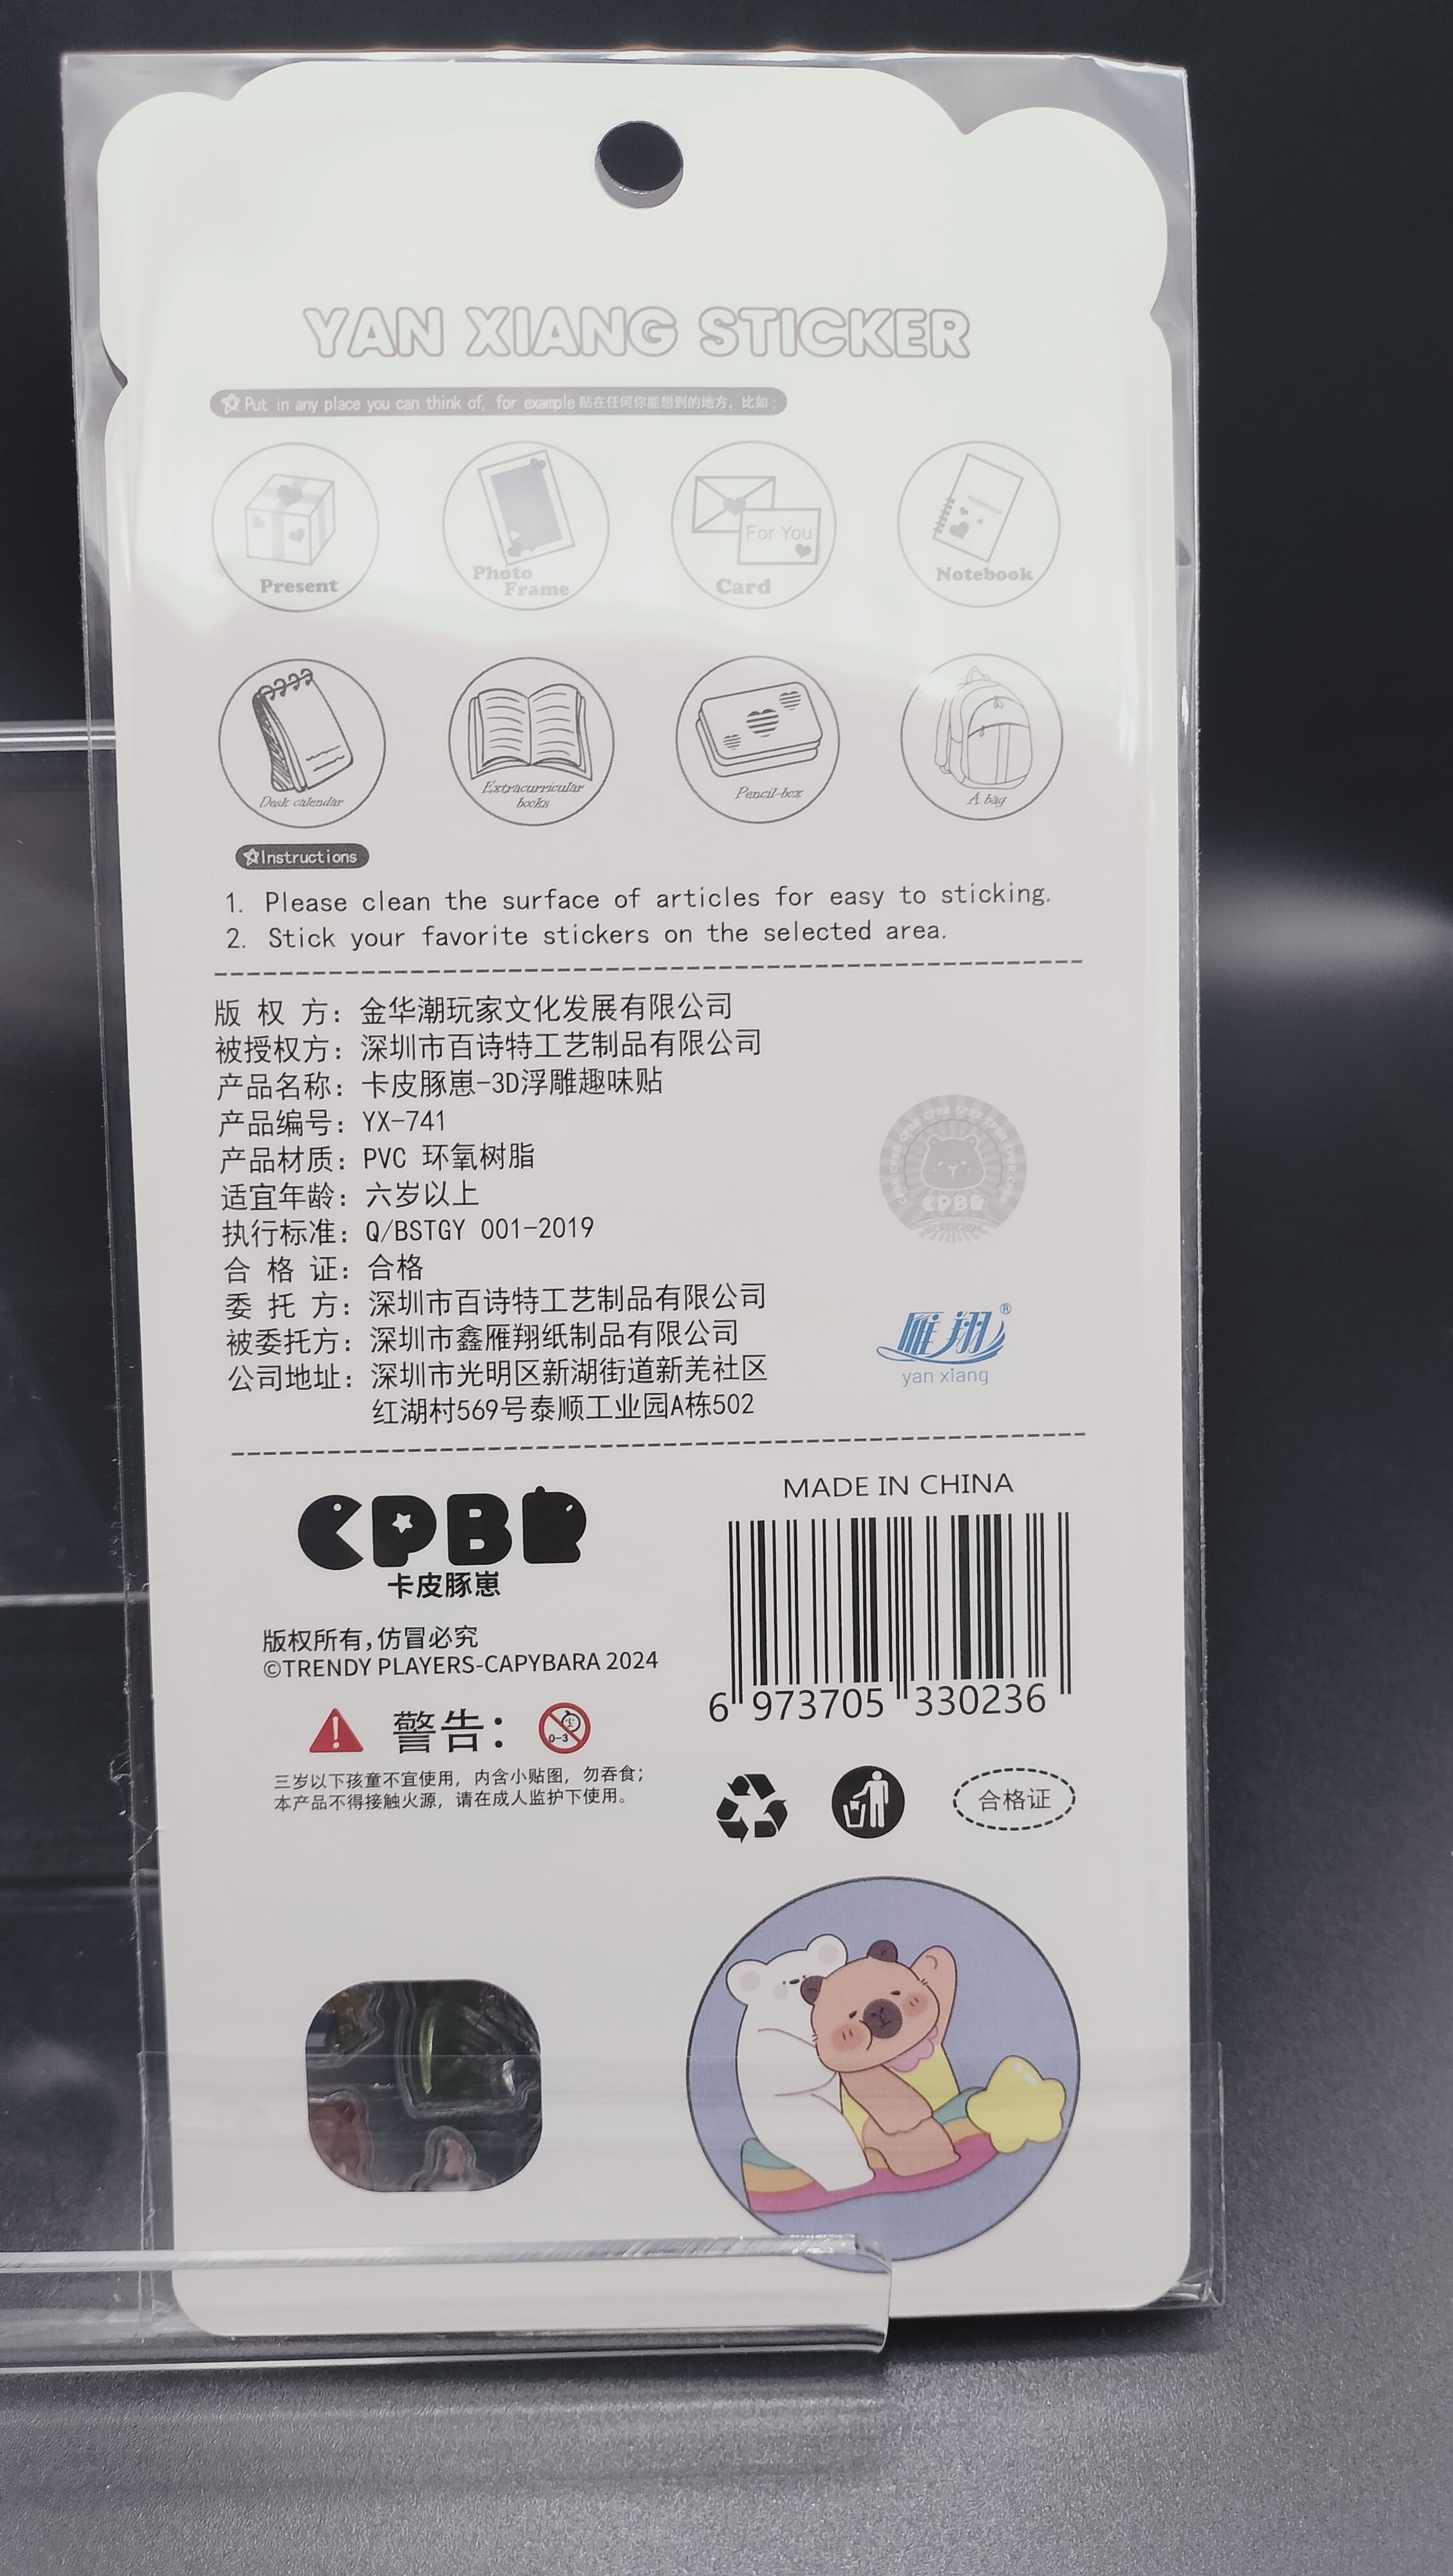 YAN XIANG STICKER
Put in any place you can think of, for example 贴在任何你能想到的地方，比如：
Present
Photo
Frame
For You
Card
Notebook
Notebook
Desk calendar
Extracurricular
books
Pencil-box
A bag
Instructions
1. Please clean the surface of articles for easy to sticking.
2. Stick your favorite stickers on the selected area.
版 权 方：金华潮玩家文化发展有限公司
被授权方：深圳市百诗特工艺制品有限公司
产品名称：卡皮豚崽-3D浮雕趣味贴
产品编号：YX-741
产品材质：PVC 环氧树脂
适宜年龄：六岁以上
执行标准：Q/BSTGY 001-2019
合 格 证：合格
委 托 方：深圳市百诗特工艺制品有限公司
被委托方：深圳市鑫雁翔纸制品有限公司
公司地址：深圳市光明区新湖街道新羌社区
红湖村569号泰顺工业园A栋502
CPBR
雁翔®
yan xiang
CPBR
卡皮豚崽
版权所有,仿冒必究
©TRENDY PLAYERS-CAPYBARA 2024
警告：
0-3
三岁以下孩童不宜使用，内含小贴图，勿吞食；
本产品不得接触火源，请在成人监护下使用。
MADE IN CHINA
6 973705 330236
合格证